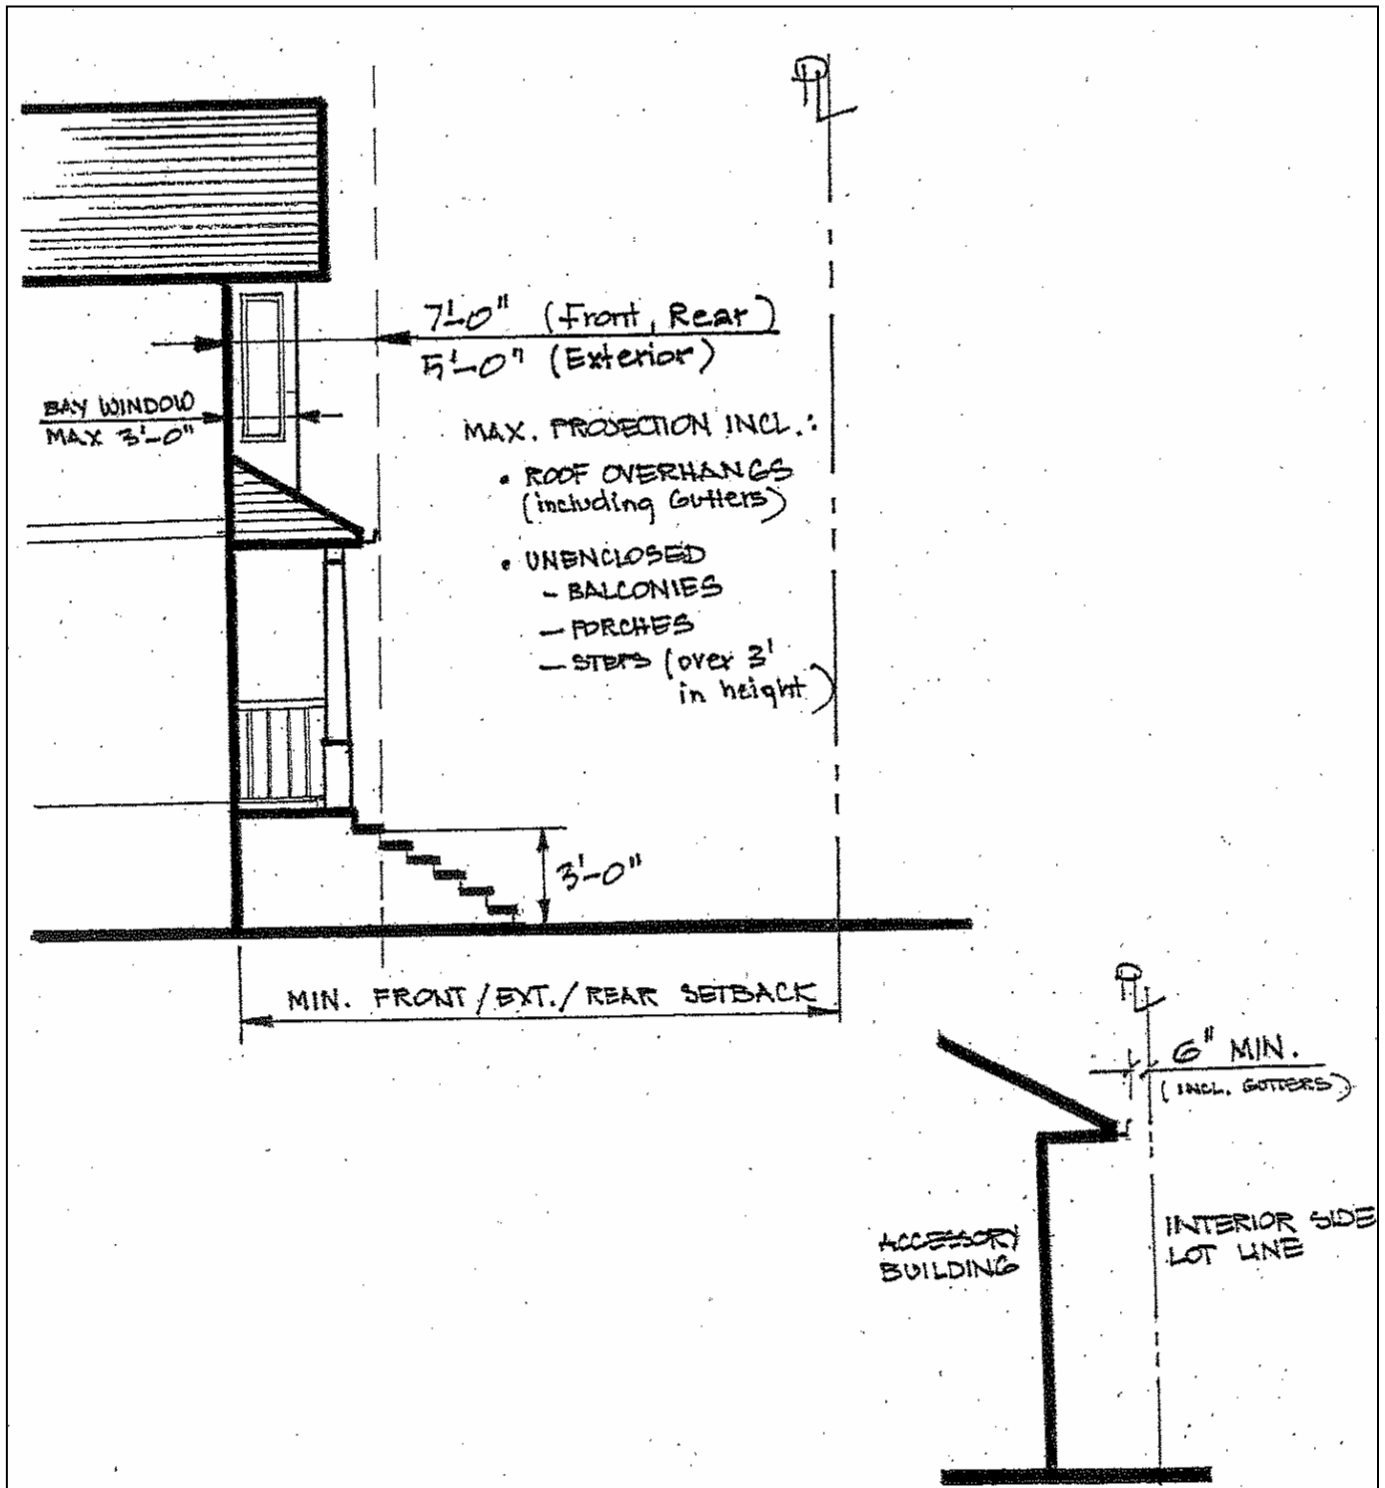 PL
7'-0" (Front, Rear)
5'-0" (Exterior)
BAY WINDOW
MAX 3'-0"
MAX. PROJECTION INCL.:
• ROOF OVERHANGS
(including Gutters)
• UNENCLOSED
- BALCONIES
- PORCHES
- STEPS (over 3'
in height)
3'-0"
MIN. FRONT/EXT./REAR SETBACK
PL
6" MIN.
(INCL. GUTTERS)
ACCESSORY
BUILDING
INTERIOR SIDE
LOT LINE